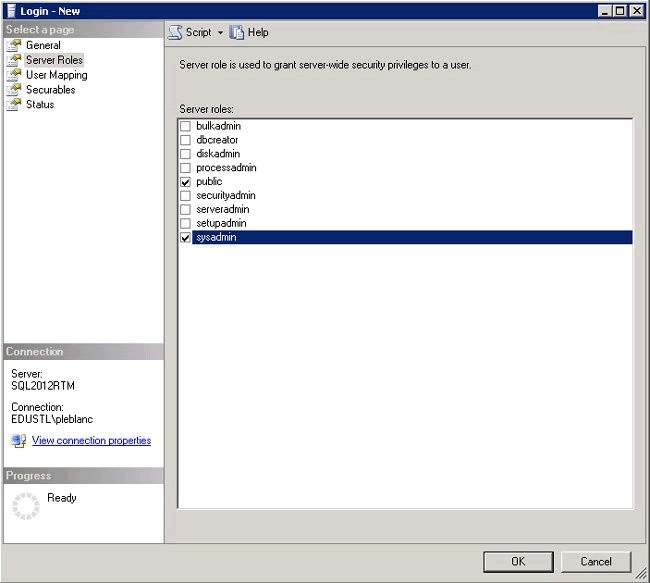 Login - New
Select a page
General
Server Roles
User Mapping
Securables
Status
Script Help
Server role is used to grant server-wide security privileges to a user.
Server roles:
bulkadmin
dbcreator
diskadmin
processadmin
public
securityadmin
serveradmin
setupadmin
sysadmin
Connection
Server:
SQL2012RTM
Connection:
EDUSTL\pleblanc
View connection properties
Progress
Ready
OK Cancel